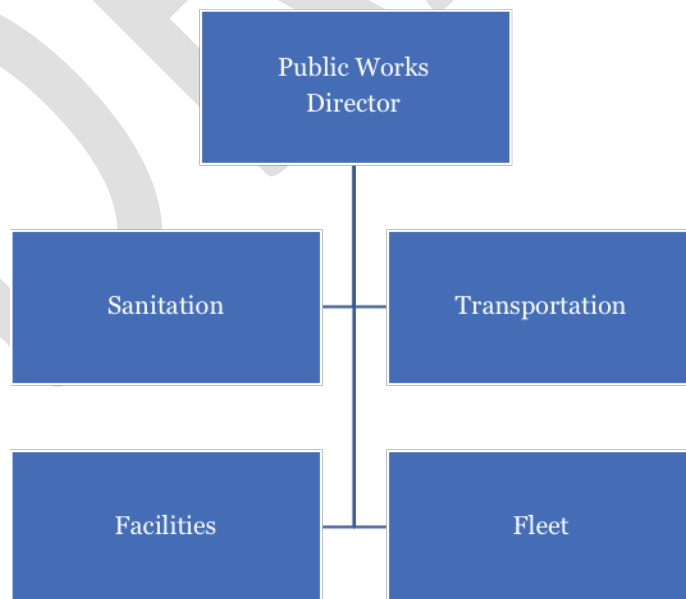 Public Works
Director
Sanitation
Transportation
Facilities
Fleet